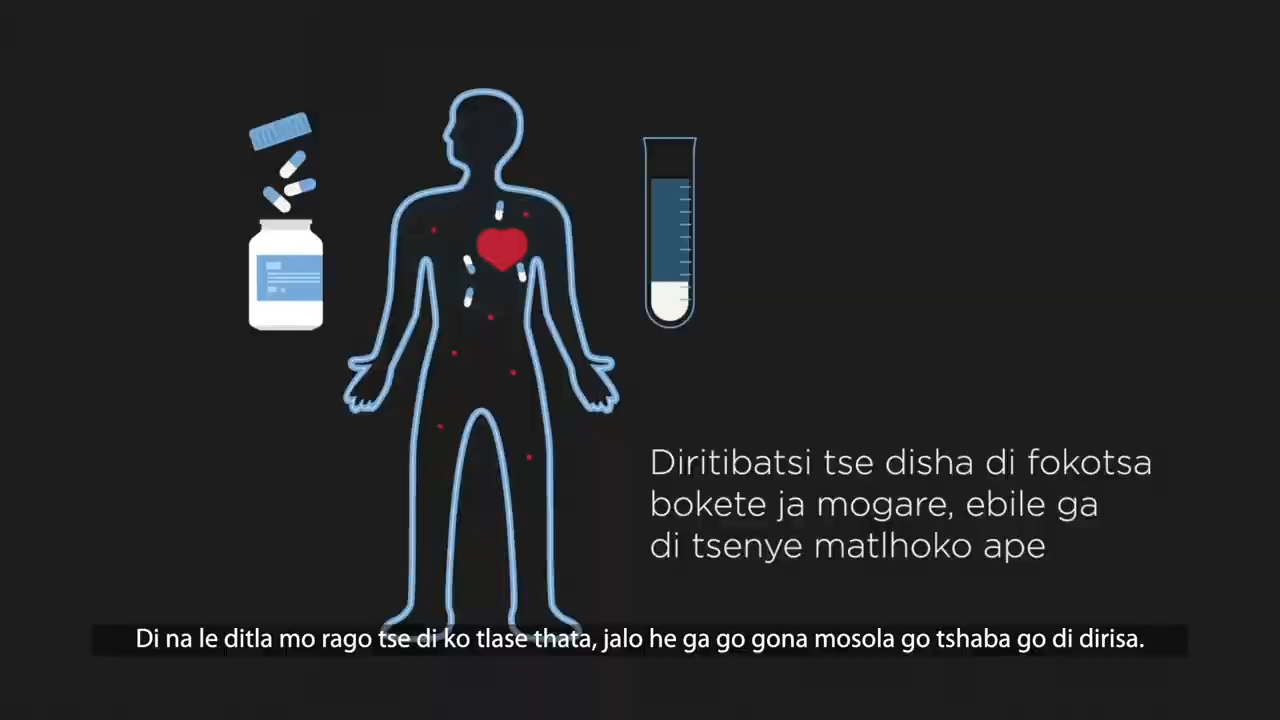 Diritibatsi tse disha di fokotsa
bokete ja mogare, ebile ga
di tsenye matlhoko ape
Di na le ditla mo rago tse di ko tlase thata, jalo he ga go gona mosola go tshaba go di dirisa.